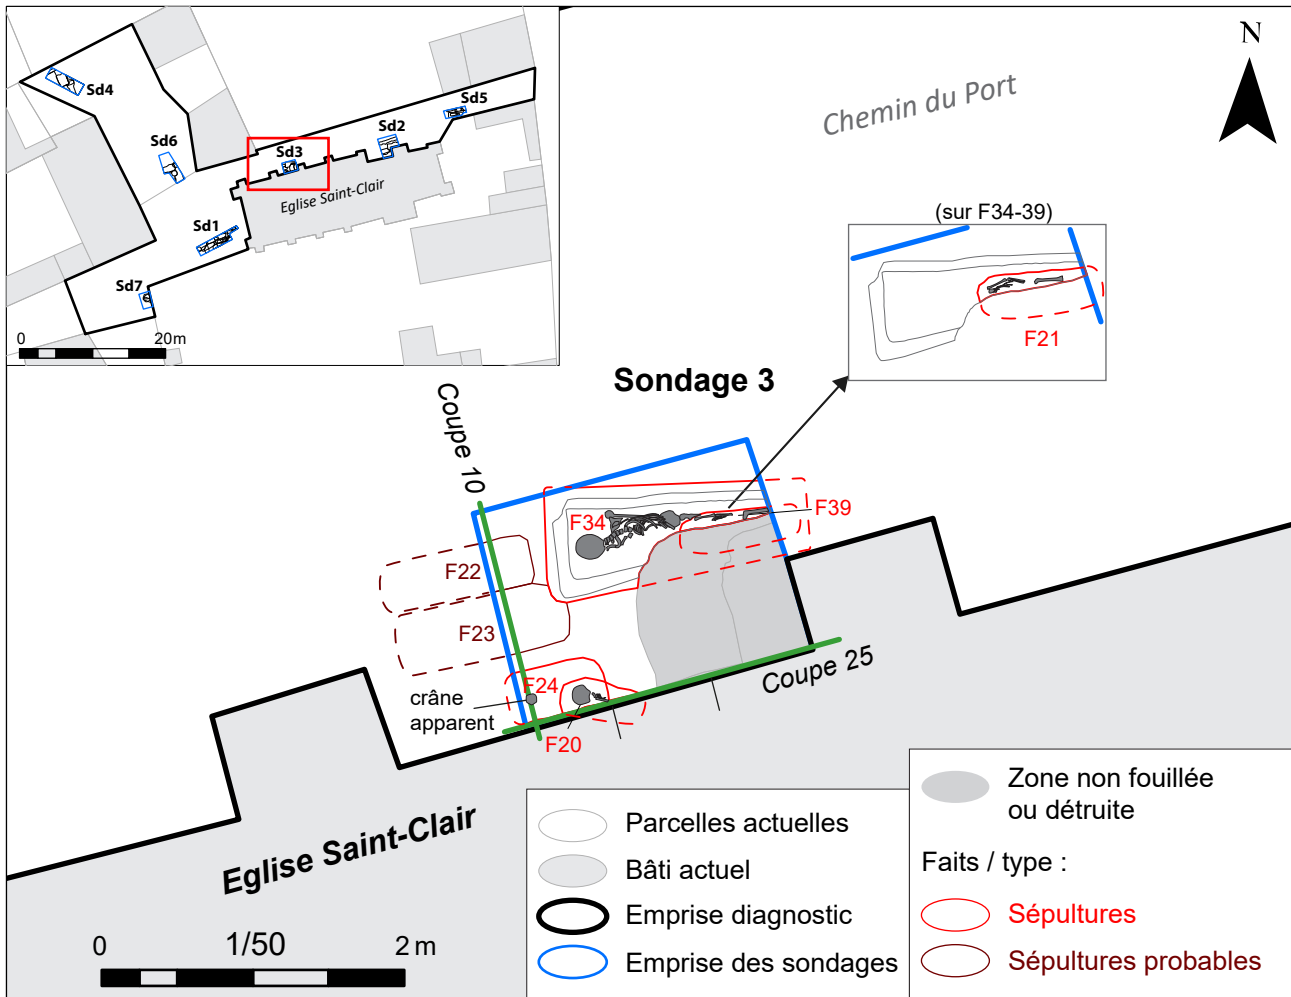 Sd4
Sd6
Sd3
Sd2
Sd5
Eglise Saint-Clair
Sd1
Sd7
0 20m
Chemin du Port
N
(sur F34-39)
F21
Sondage 3
Coupe 10
F34
F39
F22
F23
F24
crâne
apparent
F20
Coupe 25
Eglise Saint-Clair
0 1/50 2 m
Parcelles actuelles
Bâti actuel
Emprise diagnostic
Emprise des sondages
Zone non fouillée
ou détruite
Faits / type :
Sépultures
Sépultures probables